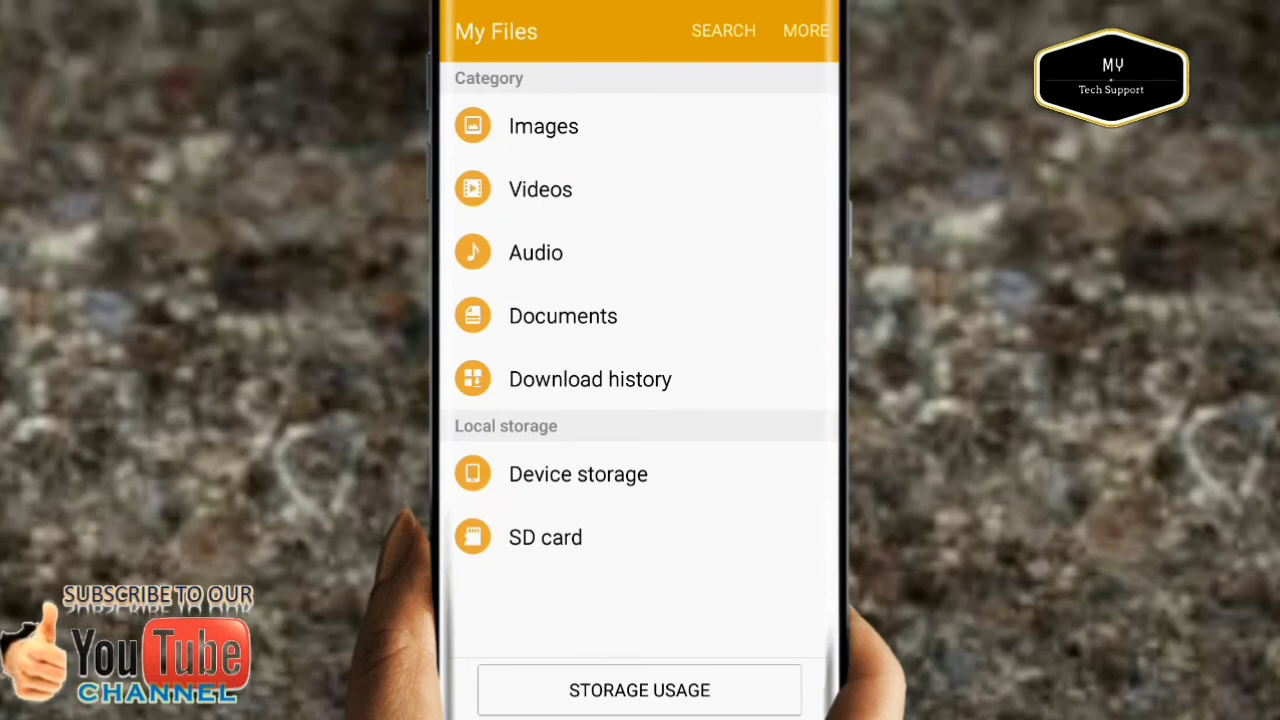 My Files
SEARCH
MORE
Category
Images
Videos
Audio
Documents
Download history
Local storage
Device storage
SD card
STORAGE USAGE
MY
Tech Support
SUBSCRIBE TO OUR
YouTube
CHANNEL